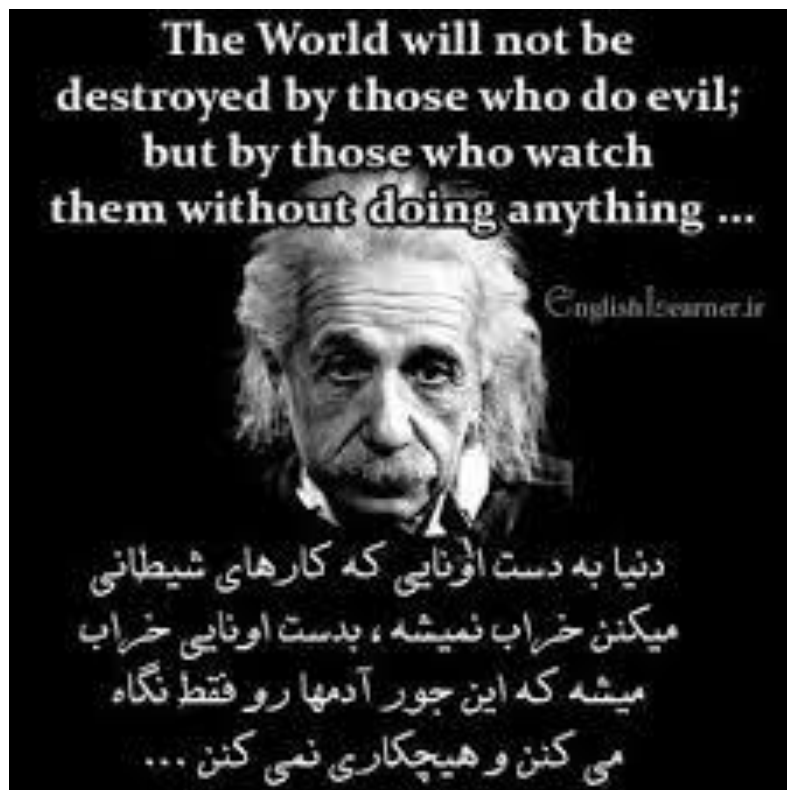 The World will not be
destroyed by those who do evil;
but by those who watch
them without doing anything ...
EnglishLearner.ir
دنیا به دست اونایی که کارهای شیطانی
میکنن خراب نمیشه ، بدست اونایی خراب
میشه که این جور آدمها رو فقط نگاه
می کنن و هیچکاری نمی کنن ...